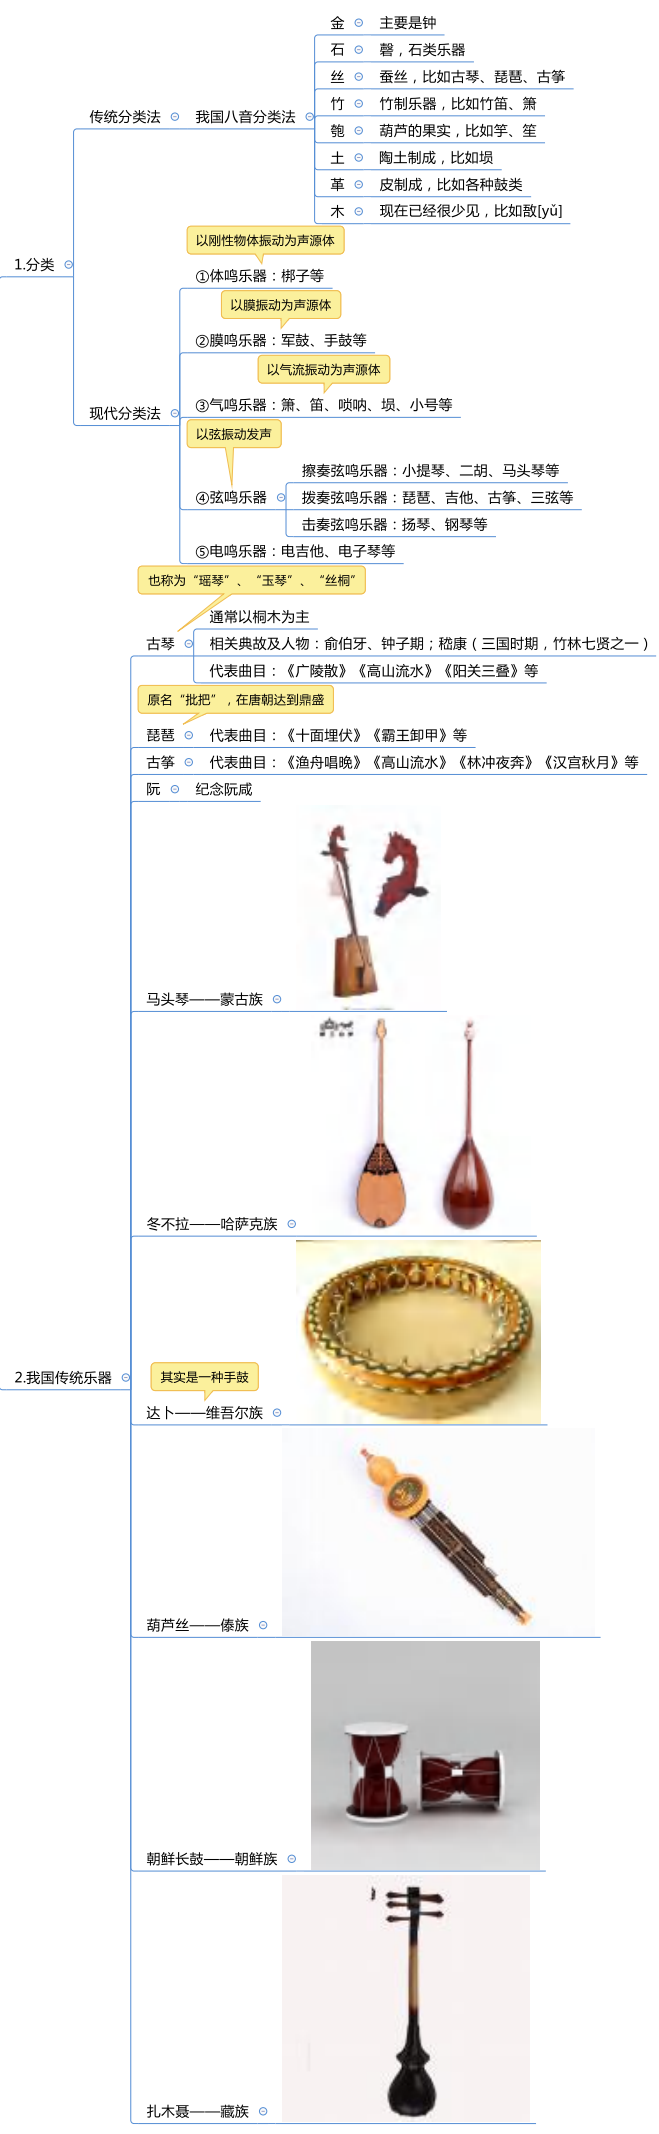 金 主要是钟
石 磬，石类乐器
丝 蚕丝，比如古琴、琵琶、古筝
竹 竹制乐器，比如竹笛、箫
传统分类法 我国八音分类法
匏 葫芦的果实，比如竽、笙
土 陶土制成，比如埙
革 皮制成，比如各种鼓类
木 现在已经很少见，比如敔[yǔ]
以刚性物体振动为声源体
1.分类
①体鸣乐器：梆子等
以膜振动为声源体
②膜鸣乐器：军鼓、手鼓等
以气流振动为声源体
③气鸣乐器：箫、笛、唢呐、埙、小号等
现代分类法
以弦振动发声
擦奏弦鸣乐器：小提琴、二胡、马头琴等
④弦鸣乐器 拨奏弦鸣乐器：琵琶、吉他、古筝、三弦等
击奏弦鸣乐器：扬琴、钢琴等
⑤电鸣乐器：电吉他、电子琴等
也称为“瑶琴”、“玉琴”、“丝桐”
通常以桐木为主
古琴 相关典故及人物：俞伯牙、钟子期；嵇康（三国时期，竹林七贤之一）
代表曲目：《广陵散》《高山流水》《阳关三叠》等
原名“批把”，在唐朝达到鼎盛
琵琶 代表曲目：《十面埋伏》《霸王卸甲》等
古筝 代表曲目：《渔舟唱晚》《高山流水》《林冲夜奔》《汉宫秋月》等
阮 纪念阮咸
马头琴——蒙古族
冬不拉——哈萨克族
2.我国传统乐器
其实是一种手鼓
达卜——维吾尔族
葫芦丝——傣族
朝鲜长鼓——朝鲜族
扎木聂——藏族